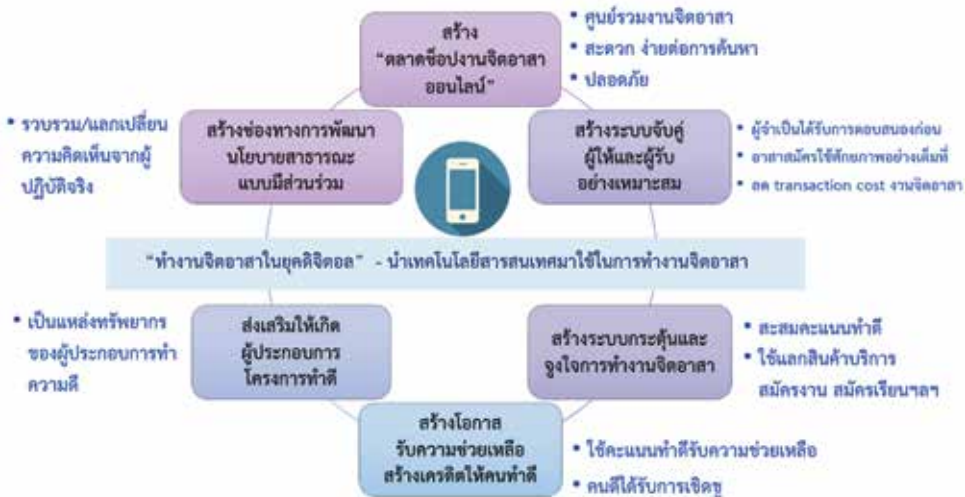 สร้าง
“ตลาดช็อปงานจิตอาสา
ออนไลน์”
• ศูนย์รวมงานจิตอาสา
• สะดวก ง่ายต่อการค้นหา
• ปลอดภัย
• รวบรวม/แลกเปลี่ยน
ความคิดเห็นจากผู้
ปฏิบัติจริง
สร้างช่องทางการพัฒนา
นโยบายสาธารณะ
แบบมีส่วนร่วม
สร้างระบบจับคู่
ผู้ให้และผู้รับ
อย่างเหมาะสม
• ผู้จำเป็นได้รับการตอบสนองก่อน
• อาสาสมัครใช้ศักยภาพอย่างเต็มที่
• ลด transaction cost งานจิตอาสา
“ทำงานจิตอาสาในยุคดิจิตอล” - นำเทคโนโลยีสารสนเทศมาใช้ในการทำงานจิตอาสา
• เป็นแหล่งทรัพยากร
ของผู้ประกอบการทำ
ความดี
ส่งเสริมให้เกิด
ผู้ประกอบการ
โครงการทำดี
สร้างระบบกระตุ้นและ
จูงใจการทำงานจิตอาสา
• สะสมคะแนนทำดี
• ใช้แลกสินค้าบริการ
สมัครงาน สมัครเรียนฯลฯ
สร้างโอกาส
รับความช่วยเหลือ
สร้างเครดิตให้คนทำดี
• ใช้คะแนนทำดีรับความช่วยเหลือ
• คนดีได้รับการเชิดชู